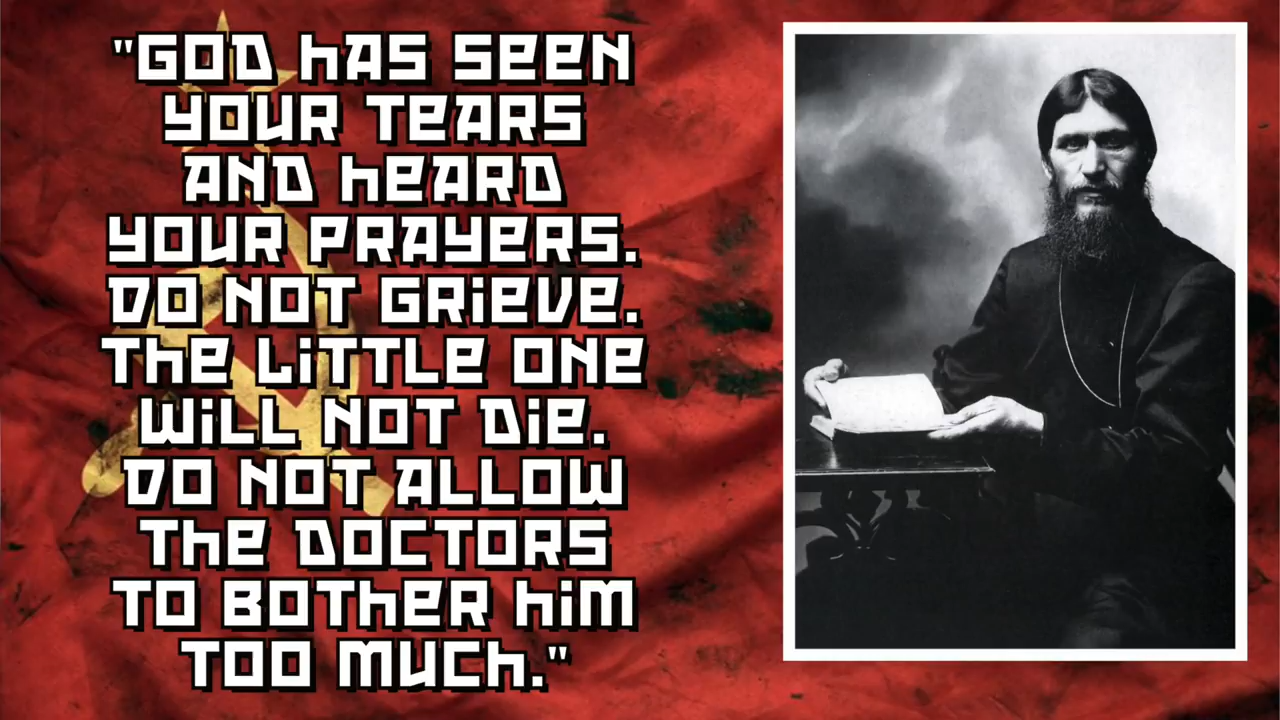 "GOD hAS SEEN
YOUR TEARS
AND hEARD
YOUR PRAYERS.
DO NOT GRiEVE.
ThE LiTTLE ONE
WiLL NOT DiE.
DO NOT ALLOW
ThE DOCTORS
TO BOThER hiM
TOO MUCh."